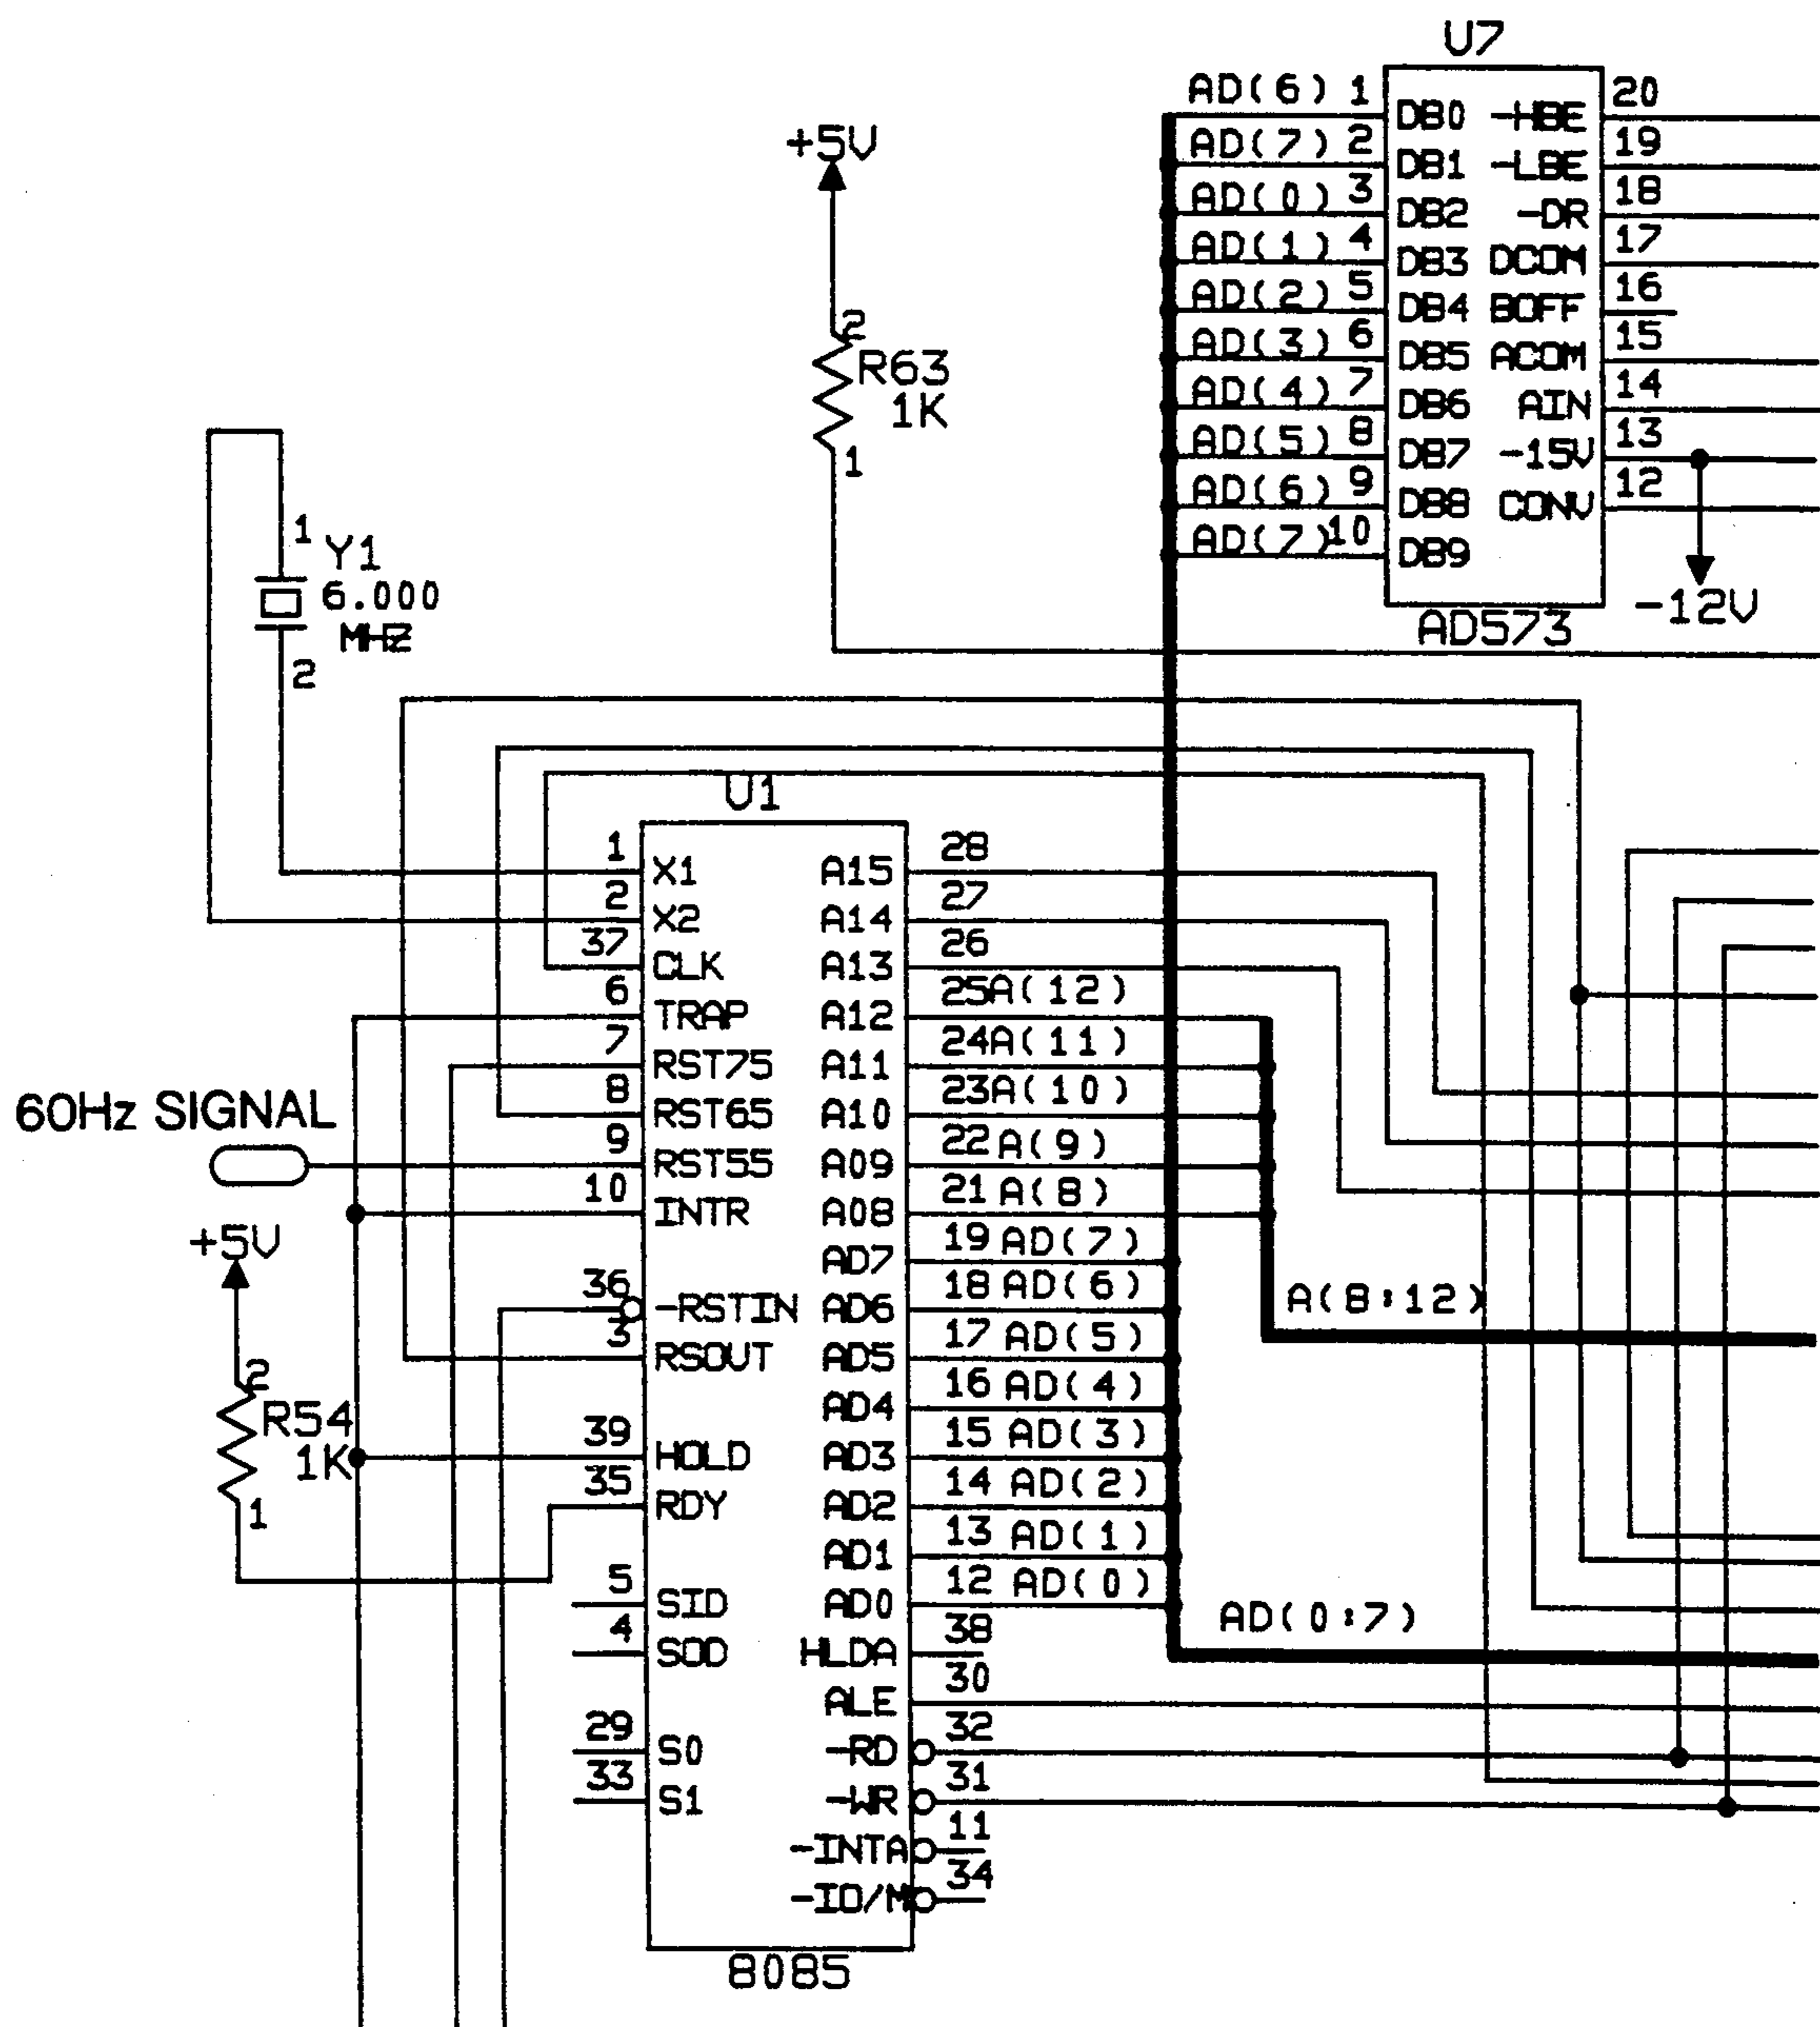 U7
AD(6) 1 DB0 -HBE 20
AD(7) 2 DB1 -LBE 19
AD(0) 3 DB2 -DR 18
AD(1) 4 DB3 DCOM 17
AD(2) 5 DB4 BOFF 16
AD(3) 6 DB5 ACOM 15
AD(4) 7 DB6 AIN 14
AD(5) 8 DB7 -15V 13
AD(6) 9 DB8 CONV 12
AD(7) 10 DB9
-12V
AD573
+5V
2
R63
1K
1
1
Y1
6.000
MHZ
2
U1
1 X1 A15 28
2 X2 A14 27
37 CLK A13 26
6 TRAP A12 25 A(12)
7 RST75 A11 24 A(11)
8 RST65 A10 23 A(10)
60Hz SIGNAL
9 RST55 A09 22 A(9)
10 INTR A08 21 A(8)
AD7 19 AD(7)
36 -RSTIN AD6 18 AD(6)
3 RSOUT AD5 17 AD(5)
AD4 16 AD(4)
39 HOLD AD3 15 AD(3)
35 RDY AD2 14 AD(2)
AD1 13 AD(1)
5 SID AD0 12 AD(0)
4 SOD HLDA 38
ALE 30
29 S0 -RD 32
33 S1 -WR 31
-INTA 11
-IO/M 34
8085
+5V
2
R54
1K
1
A(8:12)
AD(0:7)